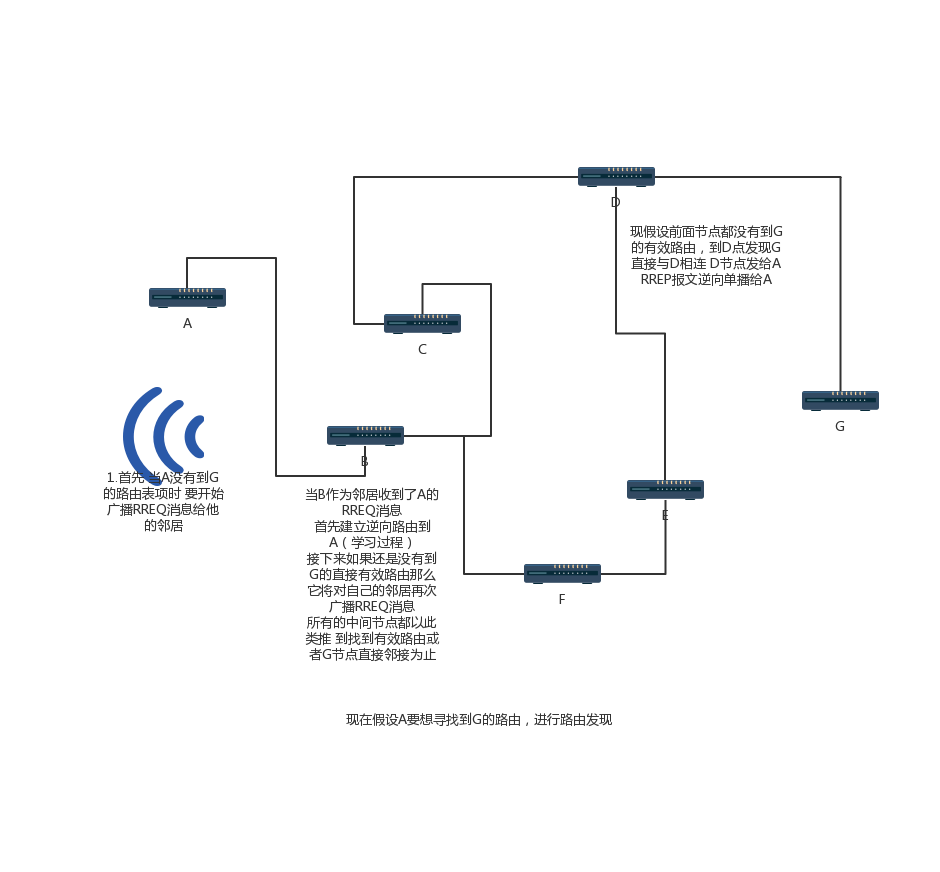 D
现假设前面节点都没有到G
的有效路由，到D点发现G
直接与D相连 D节点发给A
RREP报文逆向单播给A
A
C
G
B
1.首先 当A没有到G
的路由表项时 要开始
广播RREQ消息给他
的邻居
当B作为邻居收到了A的
RREQ消息
首先建立逆向路由到
A（学习过程）
接下来如果还是没有到
G的直接有效路由那么
它将对自己的邻居再次
广播RREQ消息
所有的中间节点都以此
类推 到找到有效路由或
者G节点直接邻接为止
E
F
现在假设A要想寻找到G的路由，进行路由发现